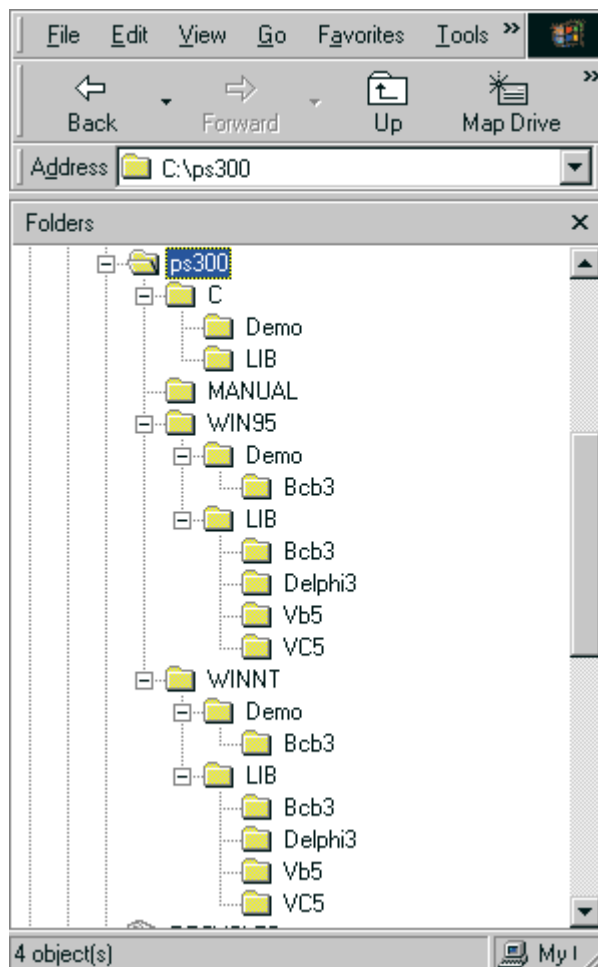 File Edit View Go Favorites Tools »
Back Forward Up Map Drive »
Address C:\ps300
Folders
ps300
C
Demo
LIB
MANUAL
WIN95
Demo
Bcb3
LIB
Bcb3
Delphi3
Vb5
VC5
WINNT
Demo
Bcb3
LIB
Bcb3
Delphi3
Vb5
VC5
4 object(s) My